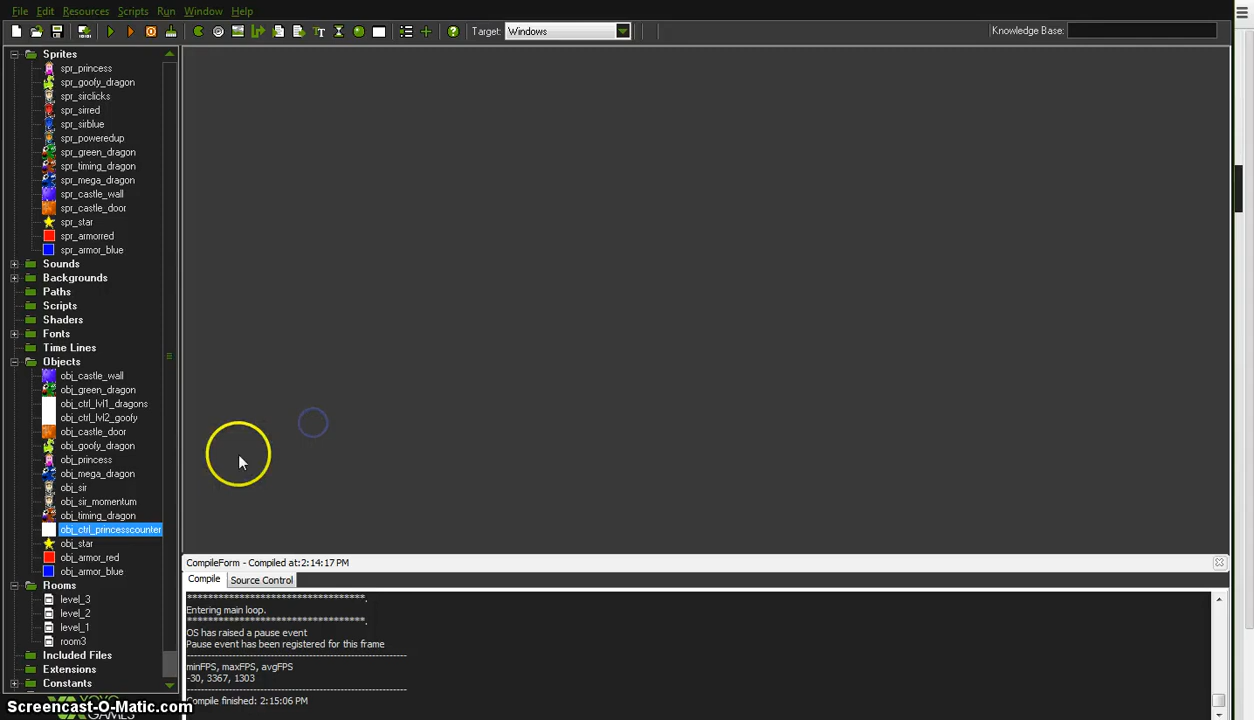 File Edit Resources Scripts Run Window Help
Target: Windows
Knowledge Base:
Sprites
spr_princess
spr_goofy_dragon
spr_sirclicks
spr_sirred
spr_sirblue
spr_poweredup
spr_green_dragon
spr_timing_dragon
spr_mega_dragon
spr_castle_wall
spr_castle_door
spr_star
spr_armorred
spr_armor_blue
Sounds
Backgrounds
Paths
Scripts
Shaders
Fonts
Time Lines
Objects
obj_castle_wall
obj_green_dragon
obj_ctrl_lvl1_dragons
obj_ctrl_lvl2_goofy
obj_castle_door
obj_goofy_dragon
obj_princess
obj_mega_dragon
obj_sir
obj_sir_momentum
obj_timing_dragon
obj_ctrl_princesscounter
obj_star
obj_armor_red
obj_armor_blue
Rooms
level_3
level_2
level_1
room3
Included Files
Extensions
Constants
CompileForm - Compiled at:2:14:17 PM
Compile Source Control
***********************************.
Entering main loop.
***********************************.
OS has raised a pause event
Pause event has been registered for this frame
minFPS, maxFPS, avgFPS
-30, 3367, 1303
Compile finished: 2:15:06 PM
YOYO
GAMES
Screencast-O-Matic.com